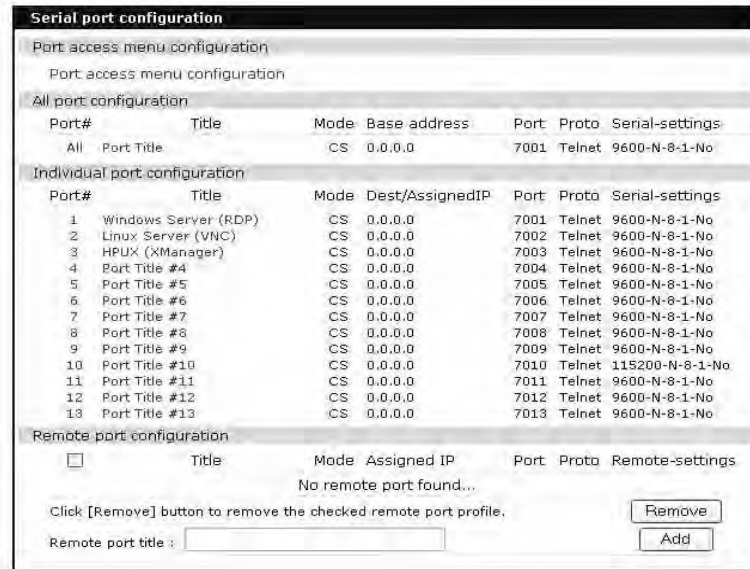 Serial port configuration
Port access menu configuration
Port access menu configuration
All port configuration
Port# Title Mode Base address Port Proto Serial-settings
All Port Title CS 0.0.0.0 7001 Telnet 9600-N-8-1-No
Individual port configuration
Port# Title Mode Dest/AssignedIP Port Proto Serial-settings
1 Windows Server (RDP) CS 0.0.0.0 7001 Telnet 9600-N-8-1-No
2 Linux Server (VNC) CS 0.0.0.0 7002 Telnet 9600-N-8-1-No
3 HPUX (XManager) CS 0.0.0.0 7003 Telnet 9600-N-8-1-No
4 Port Title #4 CS 0.0.0.0 7004 Telnet 9600-N-8-1-No
5 Port Title #5 CS 0.0.0.0 7005 Telnet 9600-N-8-1-No
6 Port Title #6 CS 0.0.0.0 7006 Telnet 9600-N-8-1-No
7 Port Title #7 CS 0.0.0.0 7007 Telnet 9600-N-8-1-No
8 Port Title #8 CS 0.0.0.0 7008 Telnet 9600-N-8-1-No
9 Port Title #9 CS 0.0.0.0 7009 Telnet 9600-N-8-1-No
10 Port Title #10 CS 0.0.0.0 7010 Telnet 115200-N-8-1-No
11 Port Title #11 CS 0.0.0.0 7011 Telnet 9600-N-8-1-No
12 Port Title #12 CS 0.0.0.0 7012 Telnet 9600-N-8-1-No
13 Port Title #13 CS 0.0.0.0 7013 Telnet 9600-N-8-1-No
Remote port configuration
Title Mode Assigned IP Port Proto Remote-settings
No remote port found...
Click [Remove] button to remove the checked remote port profile. Remove
Remote port title : Add